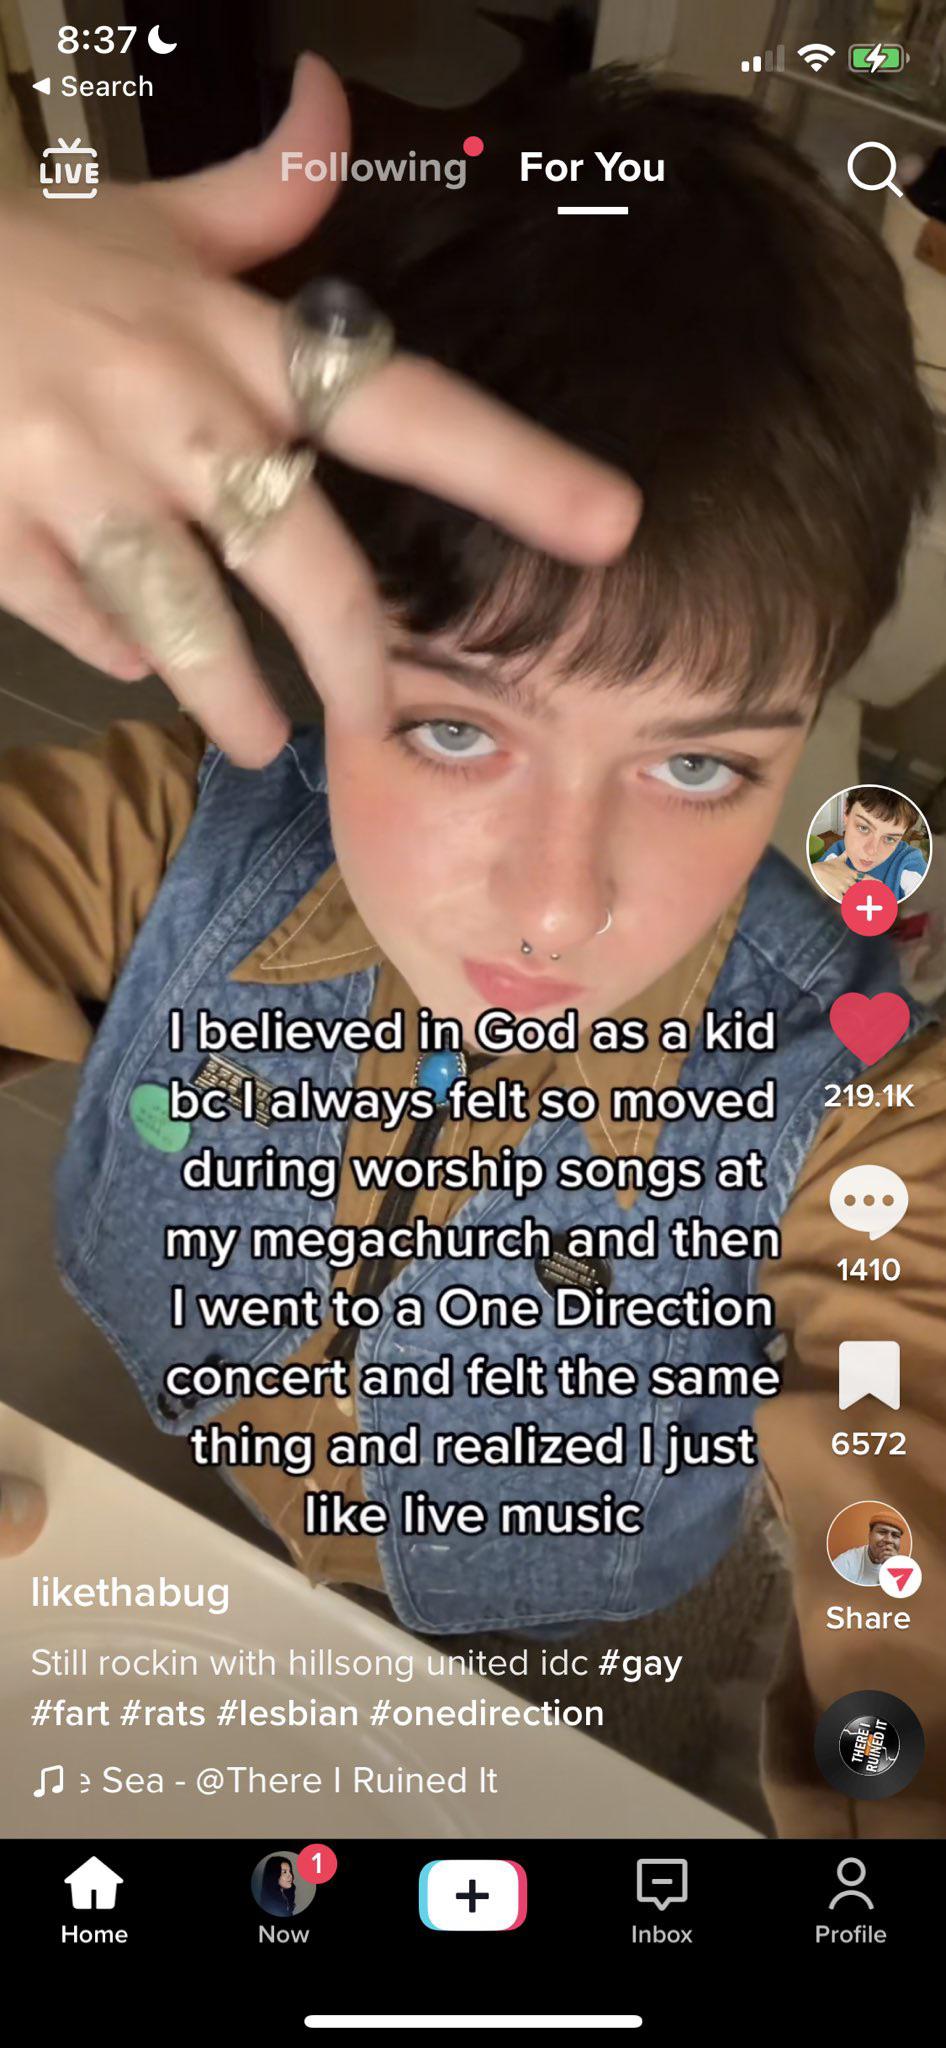 8:37
Search
LIVE
Following
For You
I believed in God as a kid
bc I always felt so moved
during worship songs at
my megachurch and then
I went to a One Direction
concert and felt the same
thing and realized I just
like live music
219.1K
1410
6572
Share
likethabug
Still rockin with hillsong united idc #gay
#fart #rats #lesbian #onedirection
e Sea - @There I Ruined It
THERE I
RUINED IT
1
Home
Now
Inbox
Profile